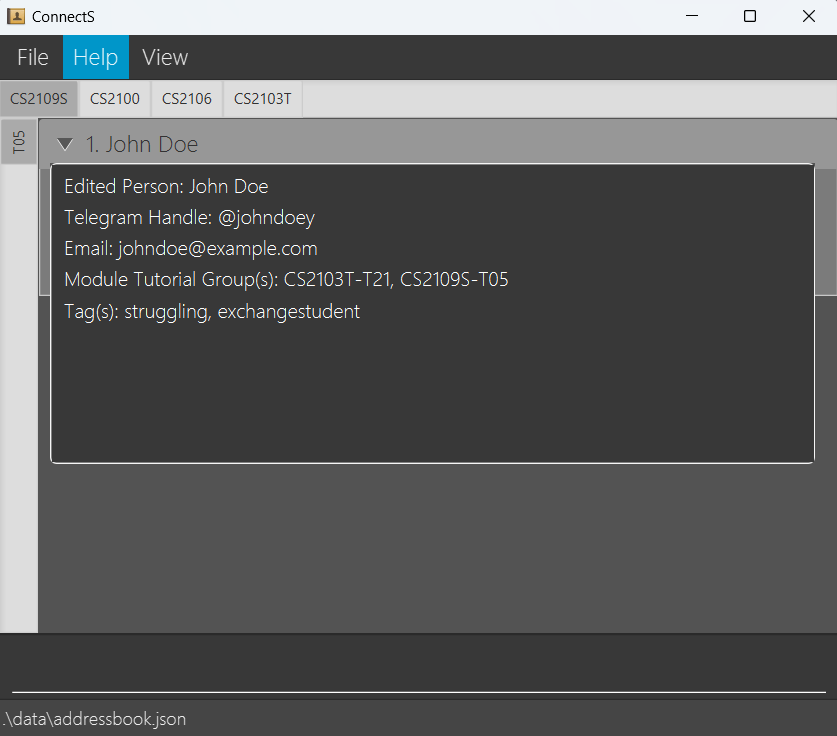 ConnectS
File Help View
CS2109S CS2100 CS2106 CS2103T
T05
1. John Doe
Edited Person: John Doe
Telegram Handle: @johndoey
Email: johndoe@example.com
Module Tutorial Group(s): CS2103T-T21, CS2109S-T05
Tag(s): struggling, exchangestudent
.\data\addressbook.json